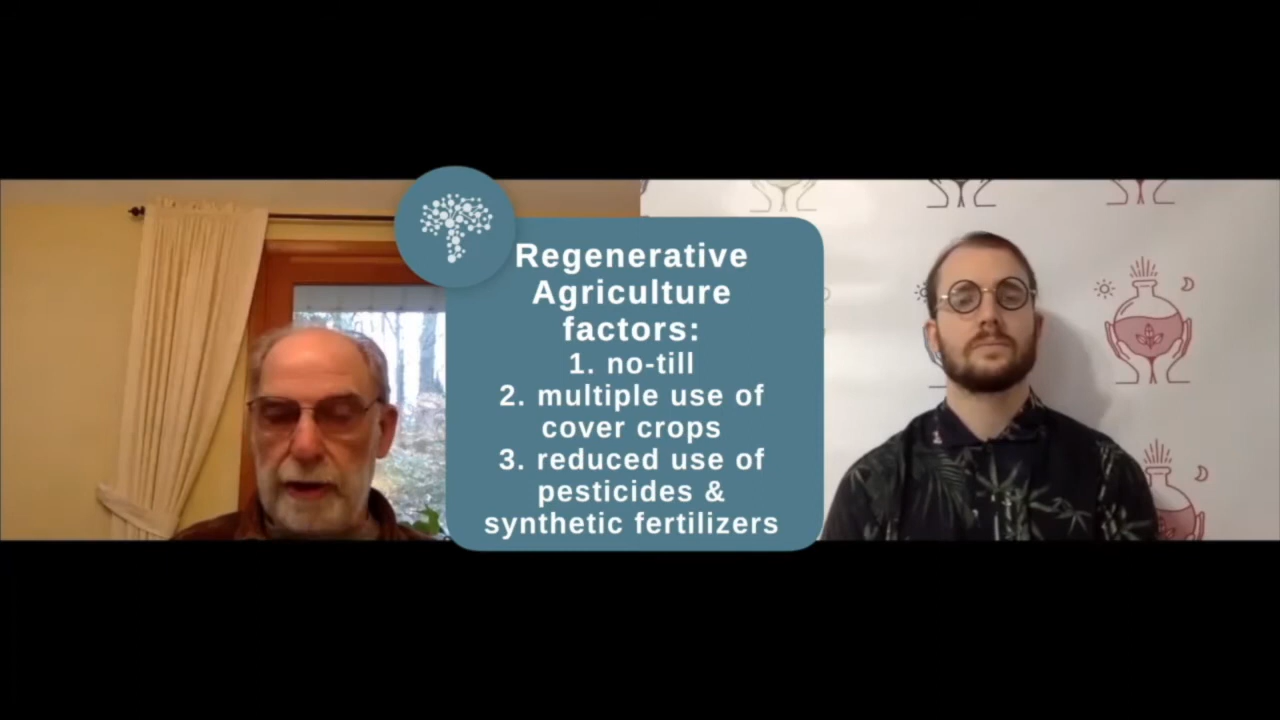 Regenerative
Agriculture
factors:
1. no-till
2. multiple use of
cover crops
3. reduced use of
pesticides &
synthetic fertilizers